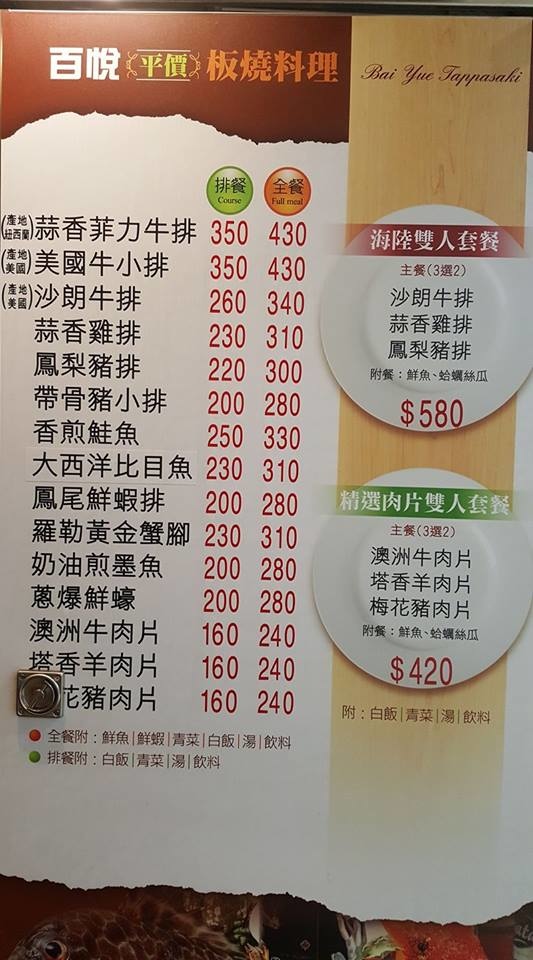 百悅 平價 板燒料理
Bai Yue Tappasaki
排餐 全餐
Course Full meal
(產地紐西蘭)蒜香菲力牛排 350 430
(產地美國)美國牛小排 350 430
(產地美國)沙朗牛排 260 340
蒜香雞排 230 310
鳳梨豬排 220 300
帶骨豬小排 200 280
香煎鮭魚 250 330
大西洋比目魚 230 310
鳳尾鮮蝦排 200 280
羅勒黃金蟹腳 230 310
奶油煎墨魚 200 280
蔥爆鮮蠔 200 280
澳洲牛肉片 160 240
塔香羊肉片 160 240
花豬肉片 160 240
全餐附：鮮魚|鮮蝦|青菜|白飯|湯|飲料
排餐附：白飯|青菜|湯|飲料
海陸雙人套餐
主餐(3選2)
沙朗牛排
蒜香雞排
鳳梨豬排
附餐：鮮魚、蛤蠣絲瓜
$580
精選肉片雙人套餐
主餐(3選2)
澳洲牛肉片
塔香羊肉片
梅花豬肉片
附餐：鮮魚、蛤蠣絲瓜
$420
附：白飯|青菜|湯|飲料